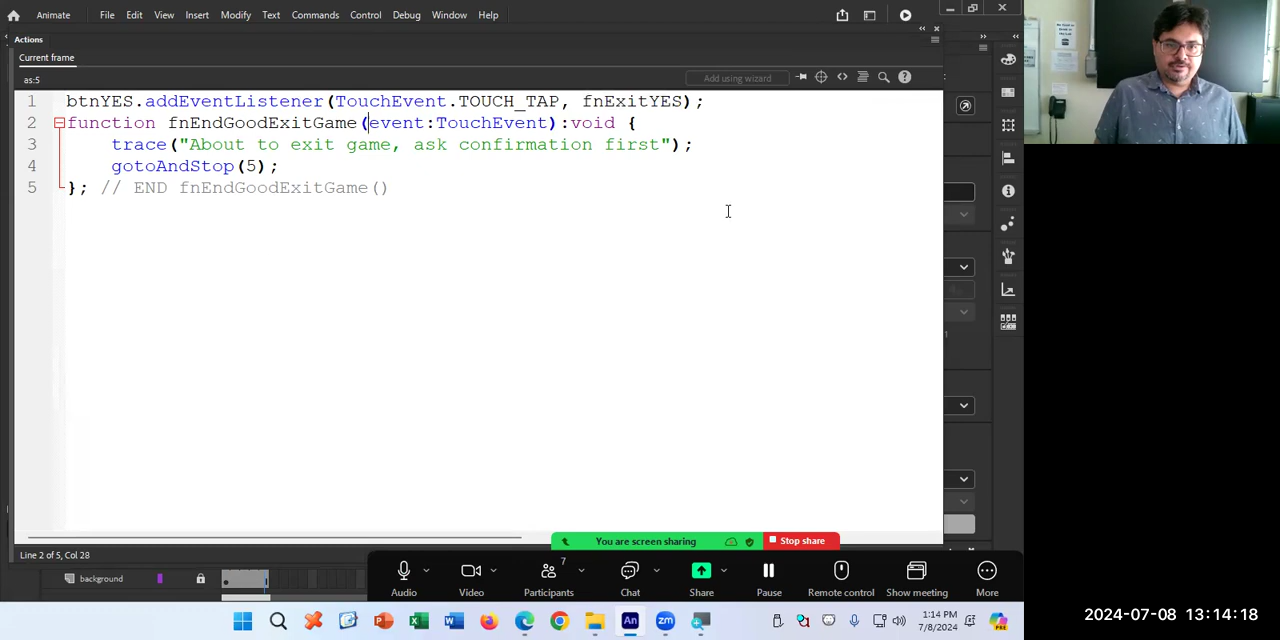 Animate File Edit View Insert Modify Text Commands Control Debug Window Help
Actions
Current frame
as:5
Add using wizard
1 btnYES.addEventListener(TouchEvent.TOUCH_TAP, fnExitYES);
2 function fnEndGoodExitGame(event:TouchEvent):void {
3 trace("About to exit game, ask confirmation first");
4 gotoAndStop(5);
5 }; // END fnEndGoodExitGame()
You are screen sharing Stop share
Line 2 of 5, Col 28
background
7
Audio Video Participants Chat Share Pause Remote control Show meeting More
An zm
1:14 PM
7/8/2024
PRE
2024-07-08 13:14:18